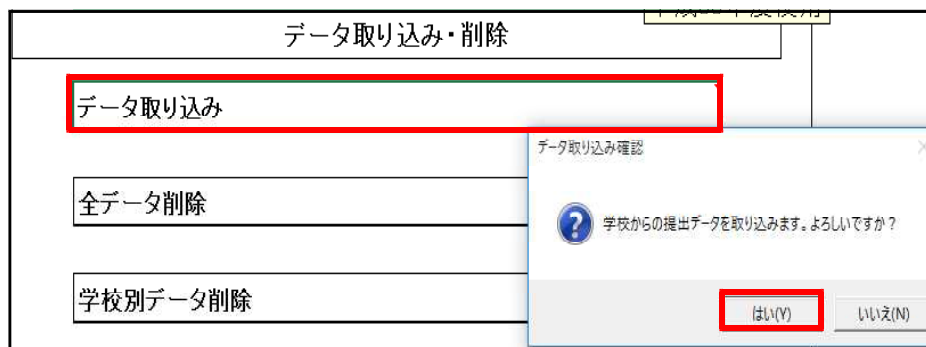 データ取り込み・削除
データ取り込み
データ取り込み確認
全データ削除
学校からの提出データを取り込みます。よろしいですか？
学校別データ削除
はい(Y)
いいえ(N)